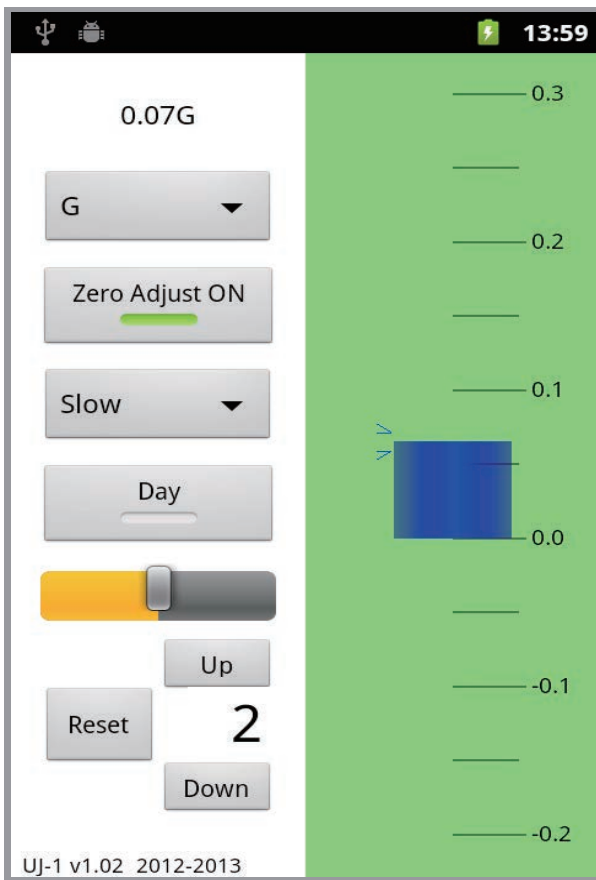 13:59
0.07G
G
Zero Adjust ON
Slow
Day
Up
Reset
2
Down
UJ-1 v1.02 2012-2013
0.3
0.2
0.1
0.0
-0.1
-0.2